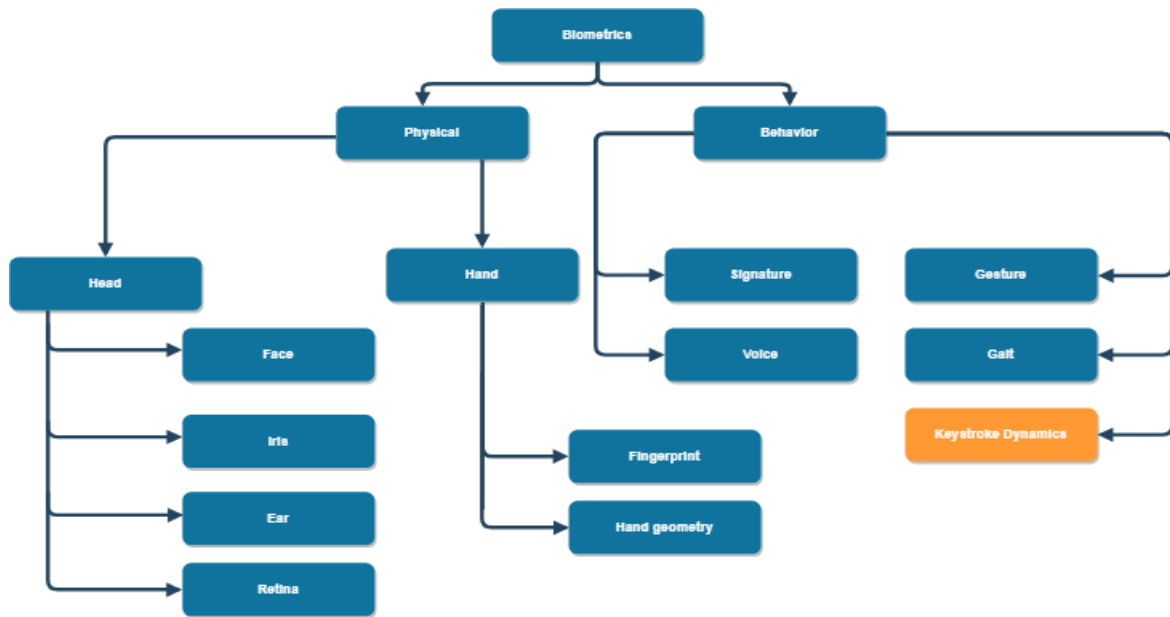 Biometrics
Physical
Behavior
Head
Hand
Signature
Gesture
Face
Voice
Gait
Iris
Fingerprint
Keystroke Dynamics
Ear
Hand geometry
Retina